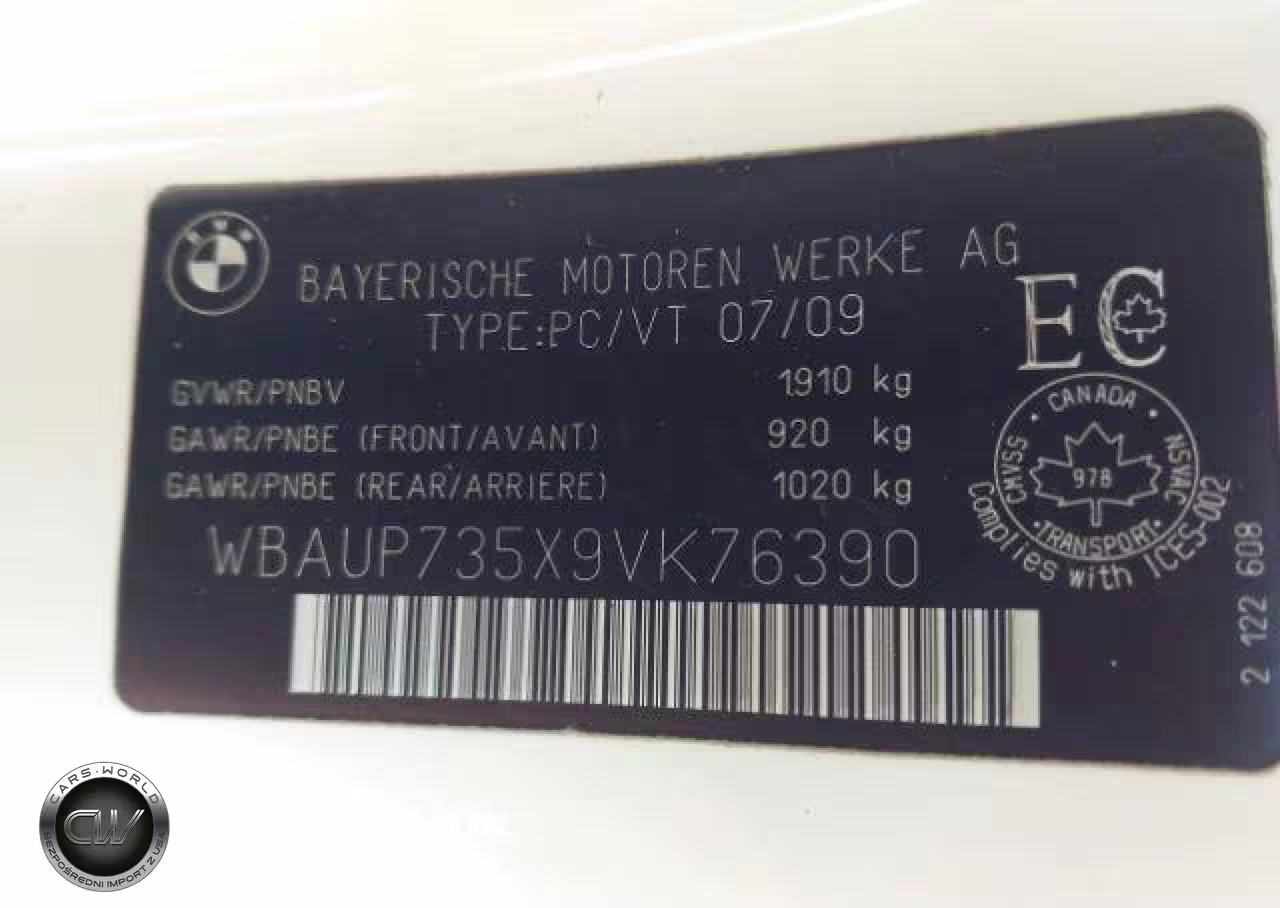 BAYERISCHE MOTOREN WERKE AG
TYPE:PC/VT 07/09
EC
GVWR/PNBV 1910 kg
GAWR/PNBE (FRONT/AVANT) 920 kg
GAWR/PNBE (REAR/ARRIERE) 1020 kg
WBAUP735X9VK76390
CANADA
CMVSS
978
NSVAC
TRANSPORT
Complies with ICES-002
2 122 608
CARS·WORLD
CW
BEZPOŚREDNI IMPORT Z USA